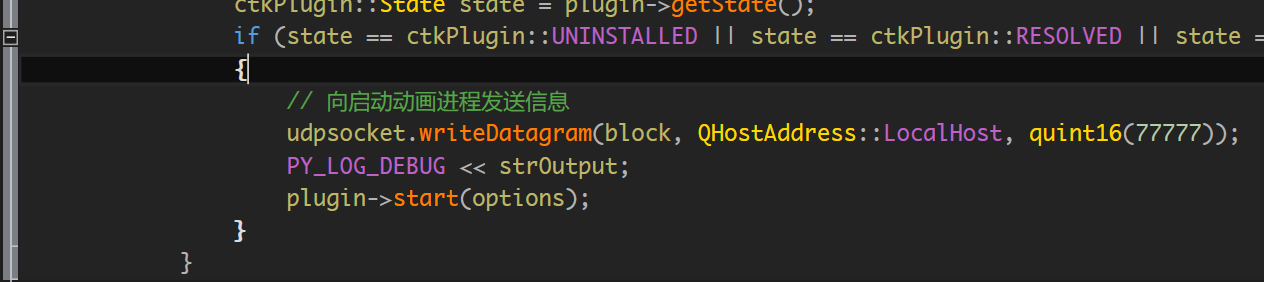 ctkPlugin::State state = plugin->getState();
if (state == ctkPlugin::UNINSTALLED || state == ctkPlugin::RESOLVED || state =
{
// 向启动动画进程发送信息
udpsocket.writeDatagram(block, QHostAddress::LocalHost, quint16(77777));
PY_LOG_DEBUG << strOutput;
plugin->start(options);
}
}